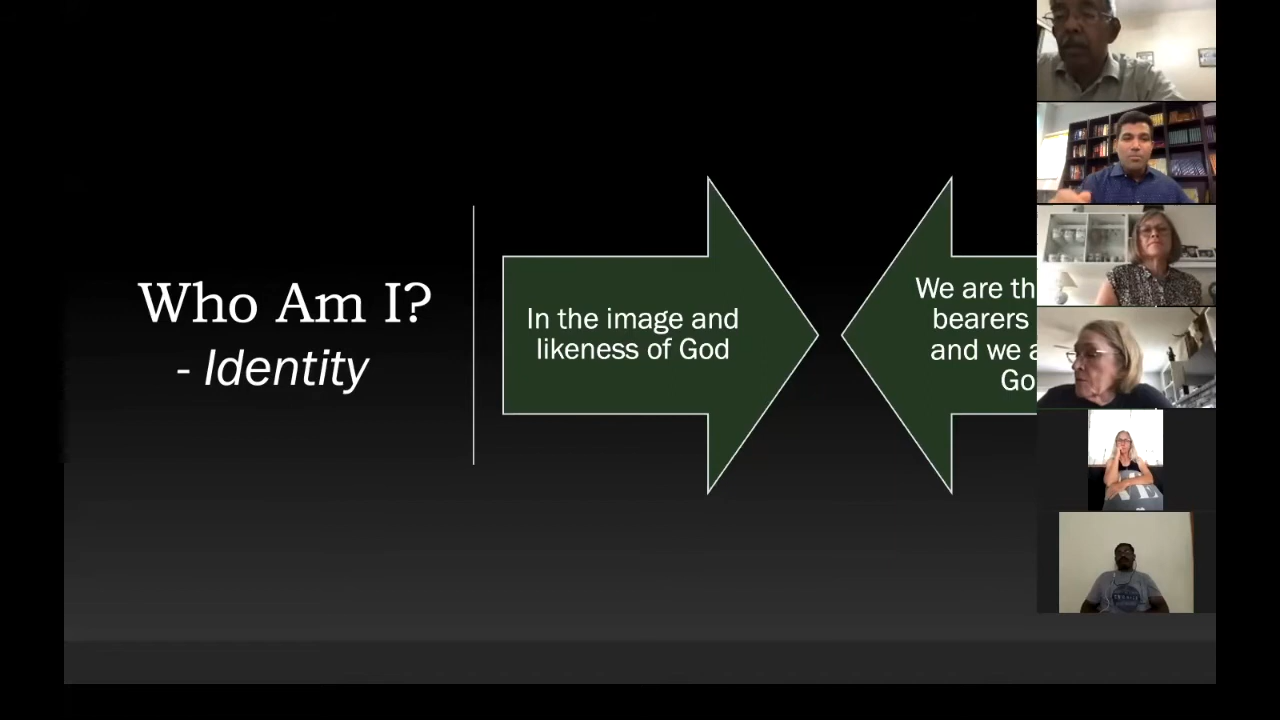 Who Am I?
- Identity
In the image and
likeness of God
We are th
bearers
and we a
Go